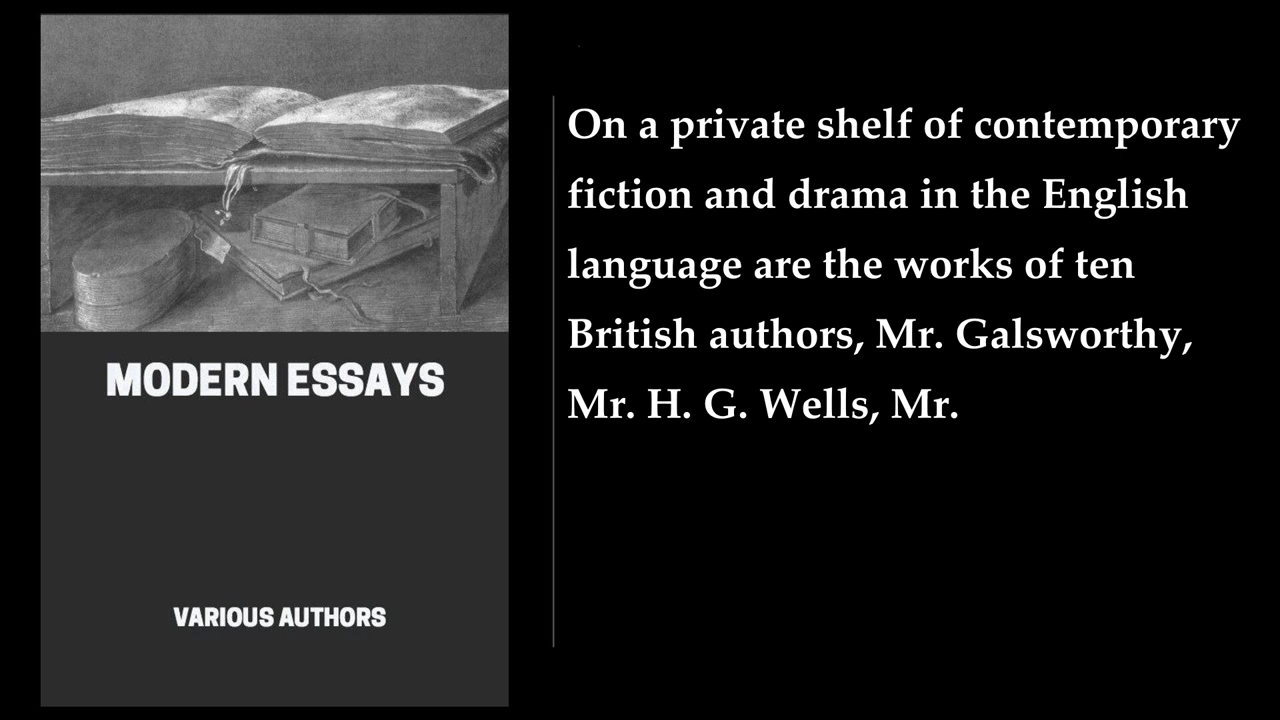 MODERN ESSAYS
VARIOUS AUTHORS
On a private shelf of contemporary
fiction and drama in the English
language are the works of ten
British authors, Mr. Galsworthy,
Mr. H. G. Wells, Mr.